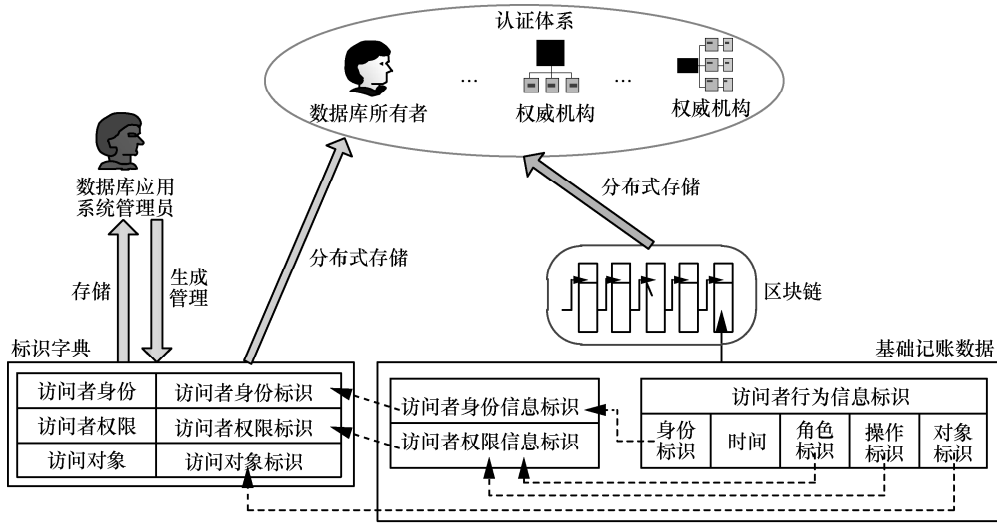 认证体系
数据库所有者
…
权威机构
…
权威机构
数据库应用
系统管理员
存储
生成
管理
分布式存储
分布式存储
区块链
标识字典
访问者身份
访问者身份标识
访问者权限
访问者权限标识
访问对象
访问对象标识
基础记账数据
访问者身份信息标识
访问者权限信息标识
访问者行为信息标识
身份
标识
时间
角色
标识
操作
标识
对象
标识